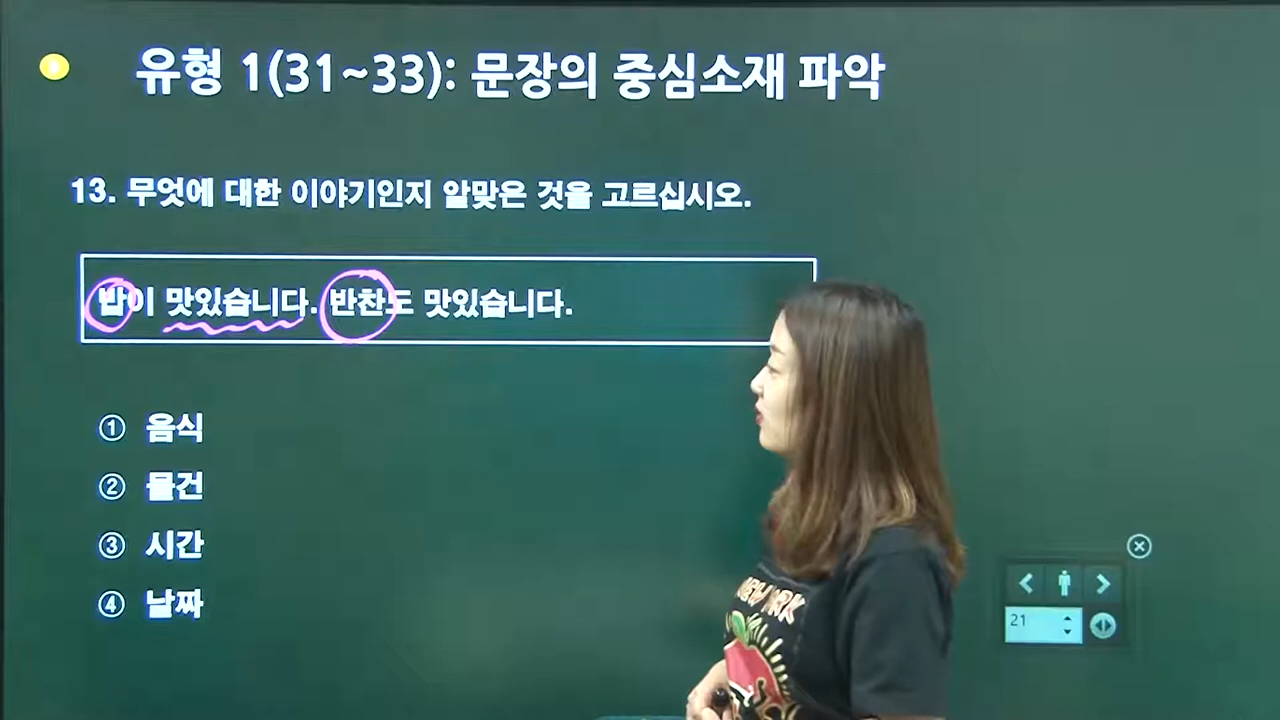 유형 1(31~33): 문장의 중심소재 파악
13. 무엇에 대한 이야기인지 알맞은 것을 고르십시오.
밥이 맛있습니다. 반찬도 맛있습니다.
① 음식
② 물건
③ 시간
④ 날짜
21